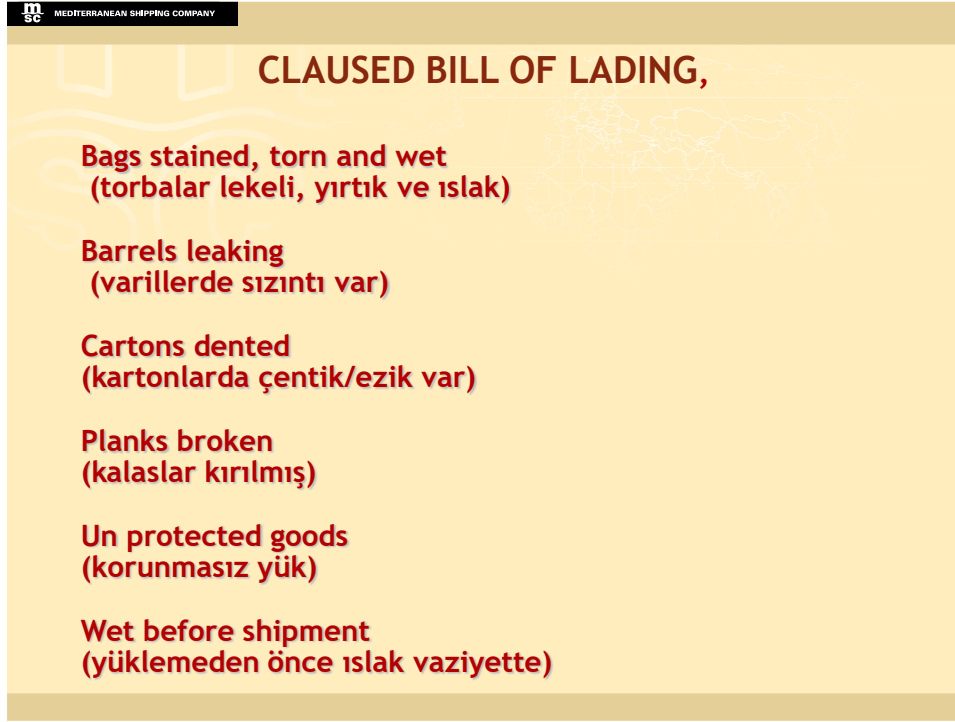 msc MEDITERRANEAN SHIPPING COMPANY
CLAUSED BILL OF LADING,
Bags stained, torn and wet
(torbalar lekeli, yırtık ve ıslak)
Barrels leaking
(varillerde sızıntı var)
Cartons dented
(kartonlarda çentik/ezik var)
Planks broken
(kalaslar kırılmış)
Un protected goods
(korunmasız yük)
Wet before shipment
(yüklemeden önce ıslak vaziyette)